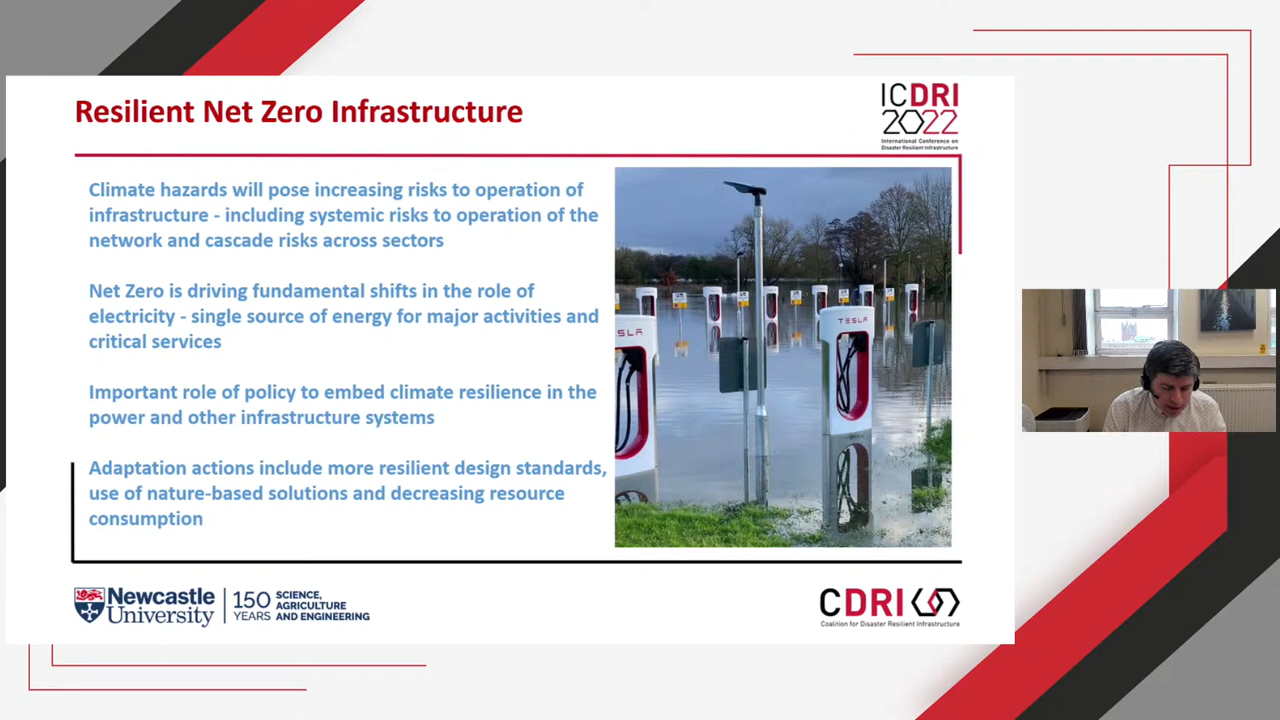 Resilient Net Zero Infrastructure
ICDRI
2022
International Conference on
Disaster Resilient Infrastructure
Climate hazards will pose increasing risks to operation of
infrastructure - including systemic risks to operation of the
network and cascade risks across sectors
Net Zero is driving fundamental shifts in the role of
electricity - single source of energy for major activities and
critical services
Important role of policy to embed climate resilience in the
power and other infrastructure systems
Adaptation actions include more resilient design standards,
use of nature-based solutions and decreasing resource
consumption
TESLA
TESLA
Newcastle
University
150
YEARS
SCIENCE,
AGRICULTURE
AND ENGINEERING
CDRI
Coalition for Disaster Resilient Infrastructure